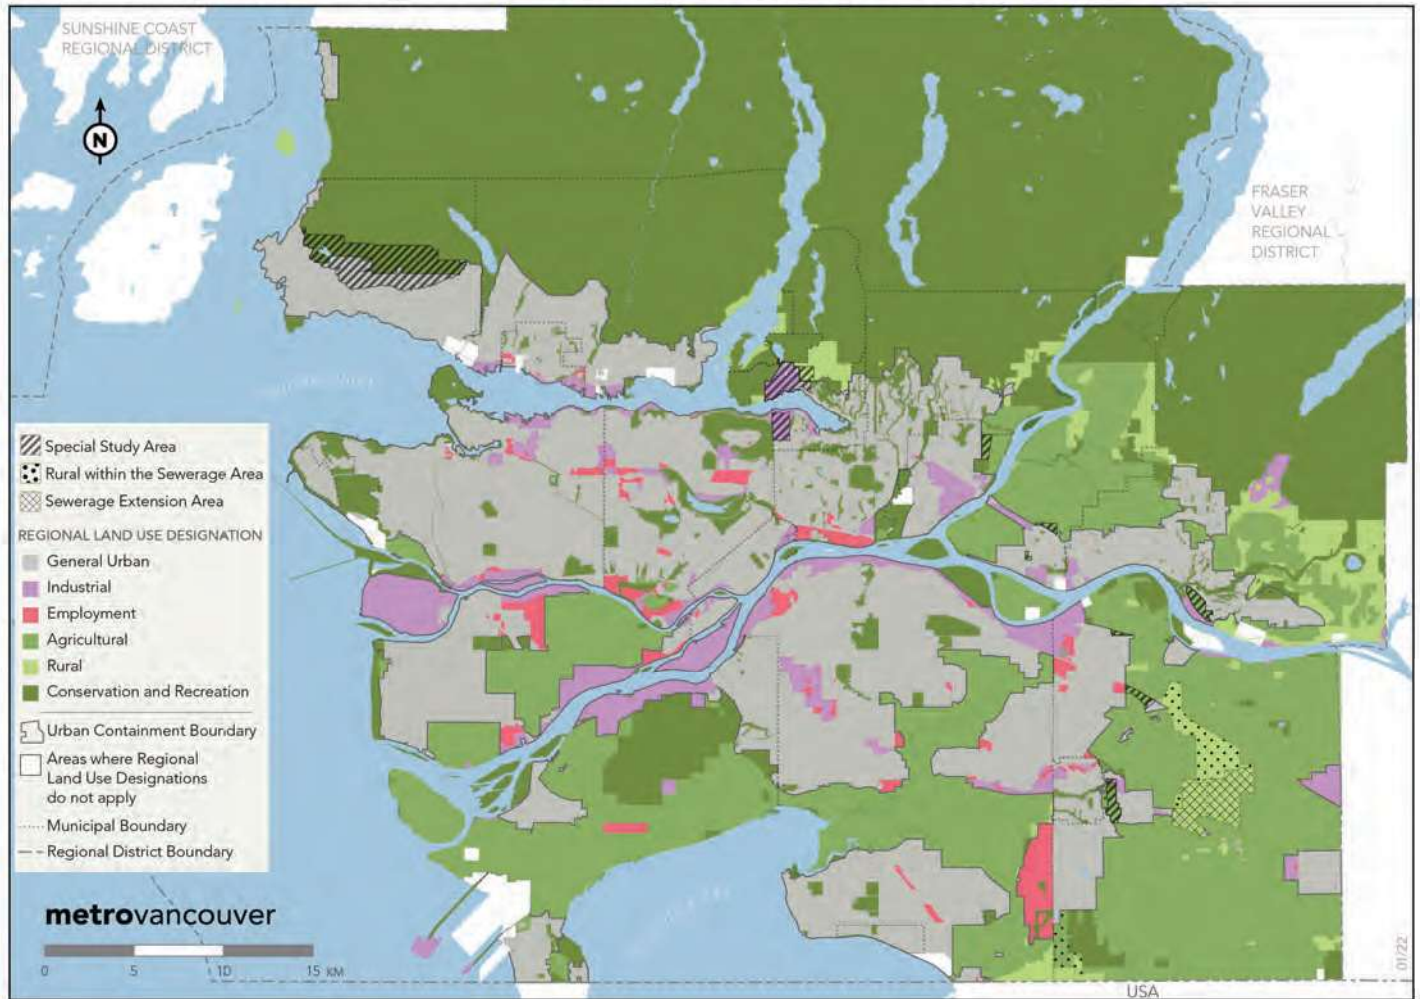 SUNSHINE COAST
REGIONAL DISTRICT
N
FRASER
VALLEY
REGIONAL
DISTRICT
Special Study Area
Rural within the Sewerage Area
Sewerage Extension Area
REGIONAL LAND USE DESIGNATION
General Urban
Industrial
Employment
Agricultural
Rural
Conservation and Recreation
Urban Containment Boundary
Areas where Regional
Land Use Designations
do not apply
Municipal Boundary
Regional District Boundary
metrovancouver
0 5 10 15 KM
01/22
USA